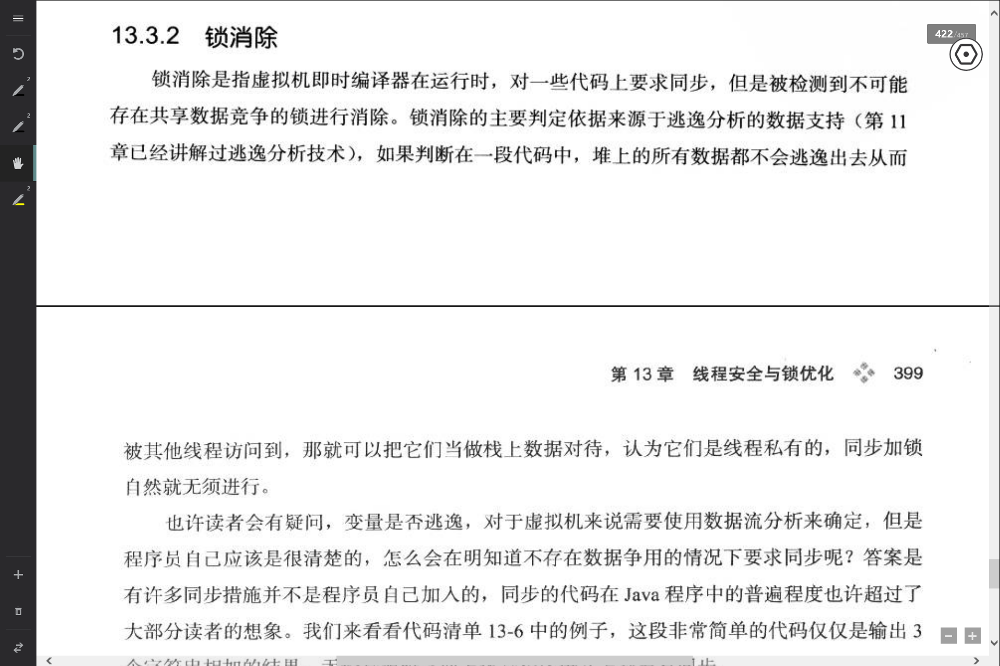 13.3.2 锁消除
422/457
锁消除是指虚拟机即时编译器在运行时，对一些代码上要求同步，但是被检测到不可能
存在共享数据竞争的锁进行消除。锁消除的主要判定依据来源于逃逸分析的数据支持（第 11
章已经讲解过逃逸分析技术），如果判断在一段代码中，堆上的所有数据都不会逃逸出去从而
2
2
2
第 13 章 线程安全与锁优化 399
被其他线程访问到，那就可以把它们当做栈上数据对待，认为它们是线程私有的，同步加锁
自然就无须进行。
也许读者会有疑问，变量是否逃逸，对于虚拟机来说需要使用数据流分析来确定，但是
程序员自己应该是很清楚的，怎么会在明知道不存在数据争用的情况下要求同步呢？答案是
有许多同步措施并不是程序员自己加入的，同步的代码在 Java 程序中的普遍程度也许超过了
大部分读者的想象。我们来看看代码清单 13-6 中的例子，这段非常简单的代码仅仅是输出 3